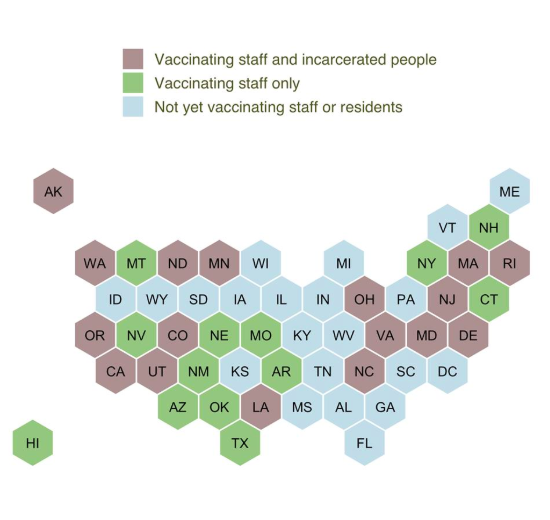 Vaccinating staff and incarcerated people
Vaccinating staff only
Not yet vaccinating staff or residents
AK
ME
VT
NH
WA
MT
ND
MN
WI
MI
NY
MA
RI
ID
WY
SD
IA
IL
IN
OH
PA
NJ
CT
OR
NV
CO
NE
MO
KY
WV
VA
MD
DE
CA
UT
NM
KS
AR
TN
NC
SC
DC
AZ
OK
LA
MS
AL
GA
HI
TX
FL